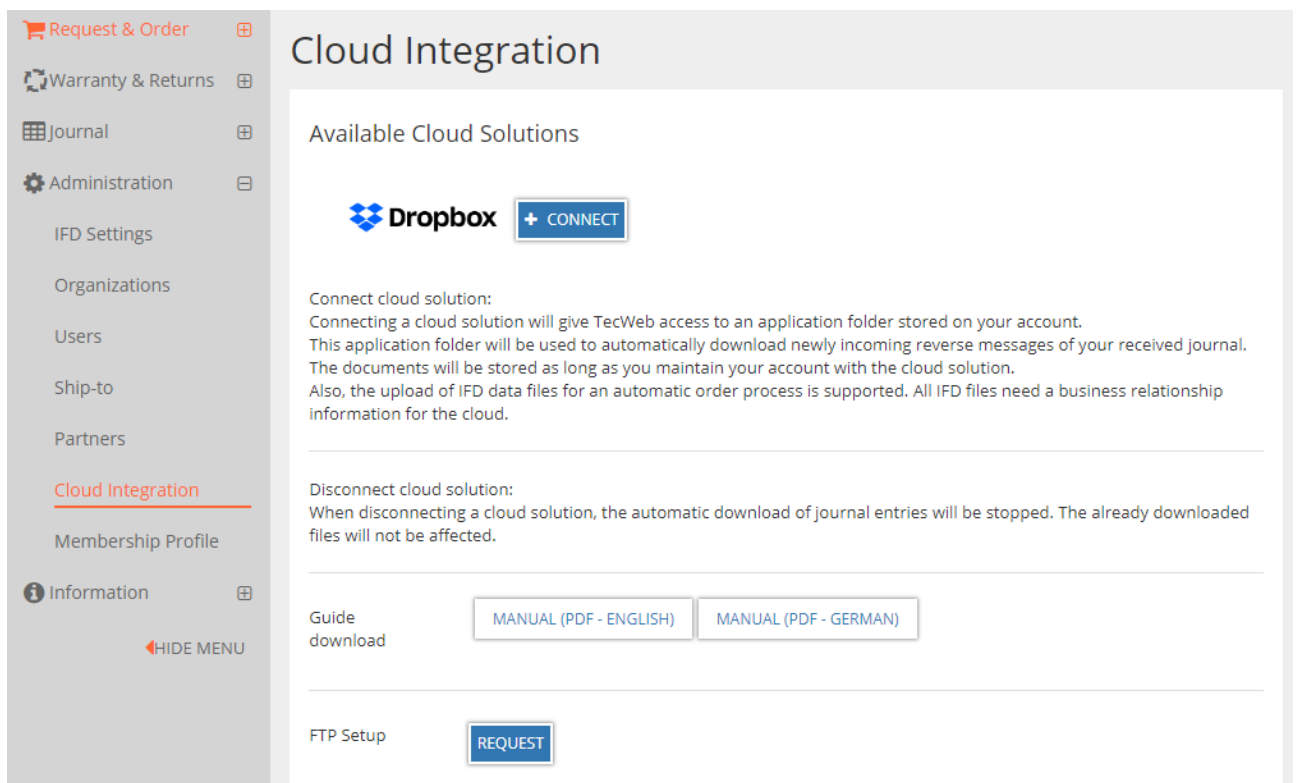 Request & Order
Warranty & Returns
Journal
Administration
IFD Settings
Organizations
Users
Ship-to
Partners
Cloud Integration
Membership Profile
Information
HIDE MENU
Cloud Integration
Available Cloud Solutions
Dropbox
+ CONNECT
Connect cloud solution:
Connecting a cloud solution will give TecWeb access to an application folder stored on your account.
This application folder will be used to automatically download newly incoming reverse messages of your received journal.
The documents will be stored as long as you maintain your account with the cloud solution.
Also, the upload of IFD data files for an automatic order process is supported. All IFD files need a business relationship
information for the cloud.
Disconnect cloud solution:
When disconnecting a cloud solution, the automatic download of journal entries will be stopped. The already downloaded
files will not be affected.
Guide
download
MANUAL (PDF - ENGLISH)
MANUAL (PDF - GERMAN)
FTP Setup
REQUEST